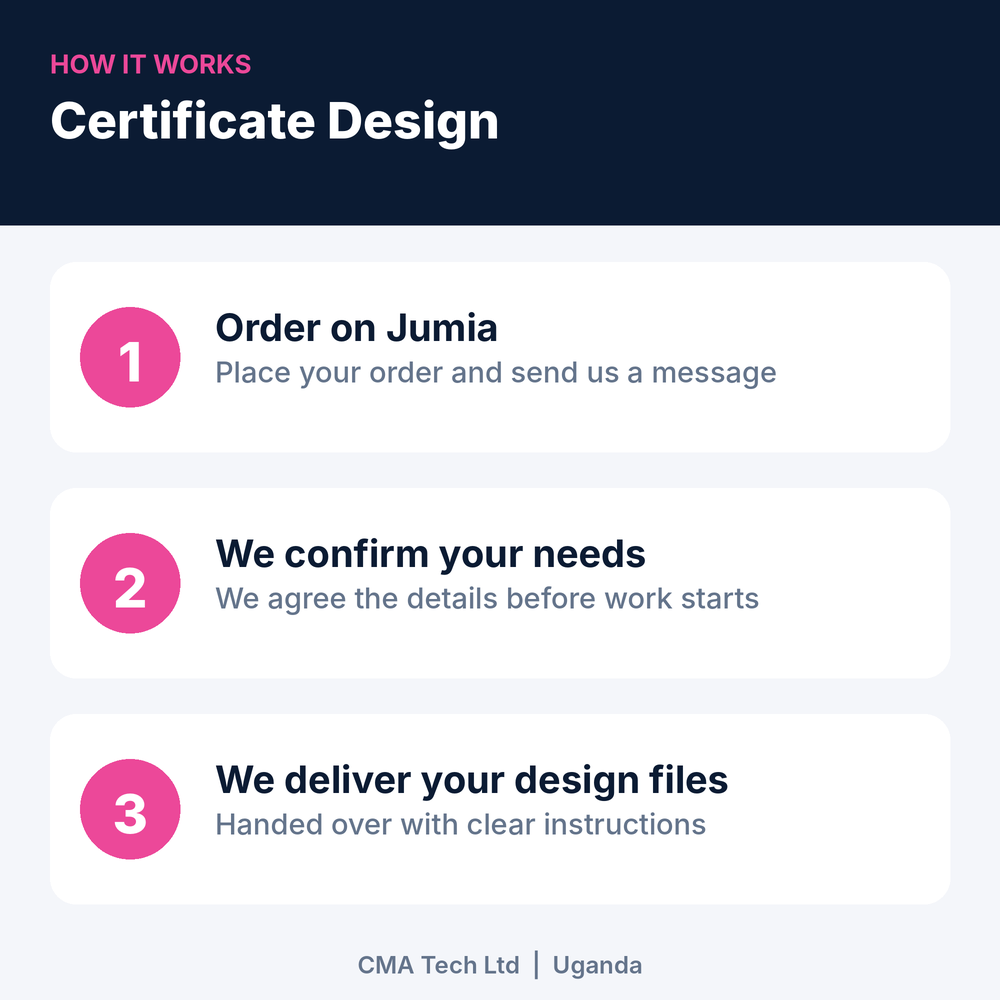 HOW IT WORKS
Certificate Design
1
Order on Jumia
Place your order and send us a message
2
We confirm your needs
We agree the details before work starts
3
We deliver your design files
Handed over with clear instructions
CMA Tech Ltd | Uganda